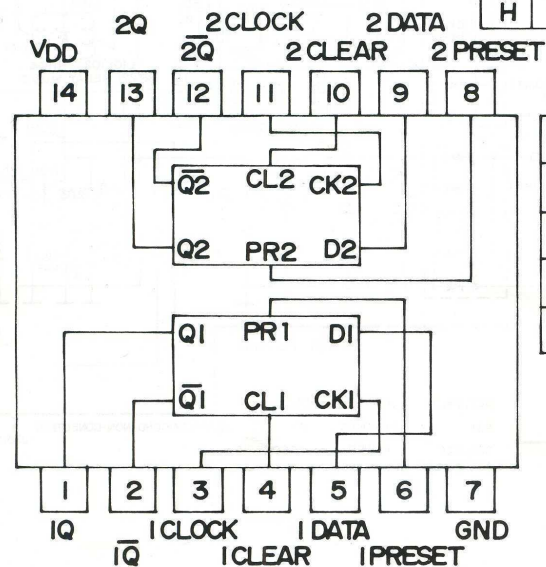 H
2Q 2 CLOCK 2 DATA
VDD 2Q̅ 2 CLEAR 2 PRESET
14 13 12 11 10 9 8
Q̅2 CL2 CK2
Q2 PR2 D2
Q1 PR1 D1
Q̅1 CL1 CK1
1 2 3 4 5 6 7
1Q 1 CLOCK 1 DATA GND
1Q̅ 1 CLEAR 1 PRESET